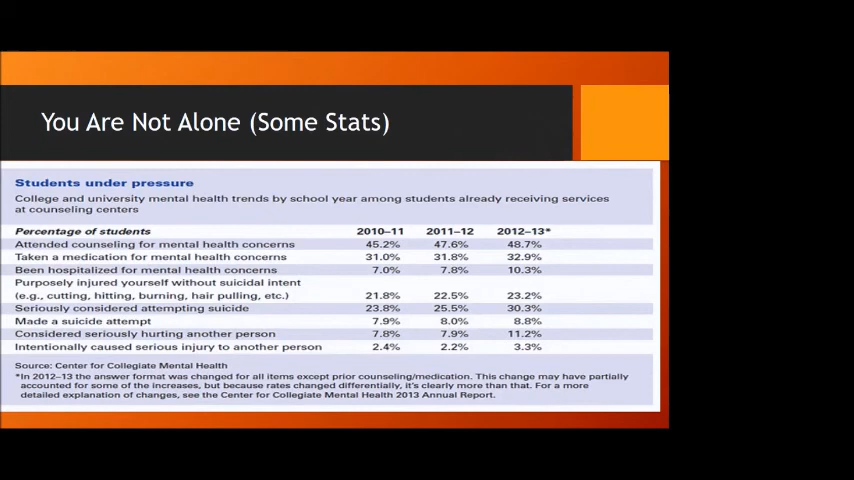 You Are Not Alone (Some Stats)
Students under pressure
College and university mental health trends by school year among students already receiving services
at counseling centers
Percentage of students 2010–11 2011–12 2012–13*
Attended counseling for mental health concerns 45.2% 47.6% 48.7%
Taken a medication for mental health concerns 31.0% 31.8% 32.9%
Been hospitalized for mental health concerns 7.0% 7.8% 10.3%
Purposely injured yourself without suicidal intent
(e.g., cutting, hitting, burning, hair pulling, etc.) 21.8% 22.5% 23.2%
Seriously considered attempting suicide 23.8% 25.5% 30.3%
Made a suicide attempt 7.9% 8.0% 8.8%
Considered seriously hurting another person 7.8% 7.9% 11.2%
Intentionally caused serious injury to another person 2.4% 2.2% 3.3%
Source: Center for Collegiate Mental Health
*In 2012–13 the answer format was changed for all items except prior counseling/medication. This change may have partially
accounted for some of the increases, but because rates changed differentially, it's clearly more than that. For a more
detailed explanation of changes, see the Center for Collegiate Mental Health 2013 Annual Report.